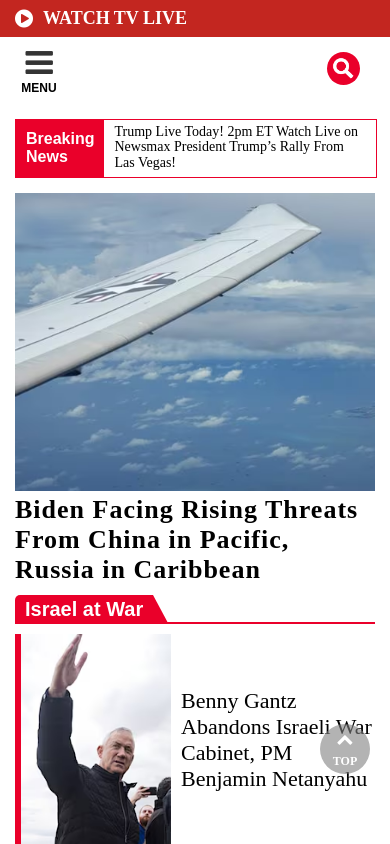 WATCH TV LIVE
MENU
Breaking
News
Trump Live Today! 2pm ET Watch Live on
Newsmax President Trump’s Rally From
Las Vegas!
Biden Facing Rising Threats
From China in Pacific,
Russia in Caribbean
Israel at War
Benny Gantz
Abandons Israeli War
Cabinet, PM
Benjamin Netanyahu
TOP